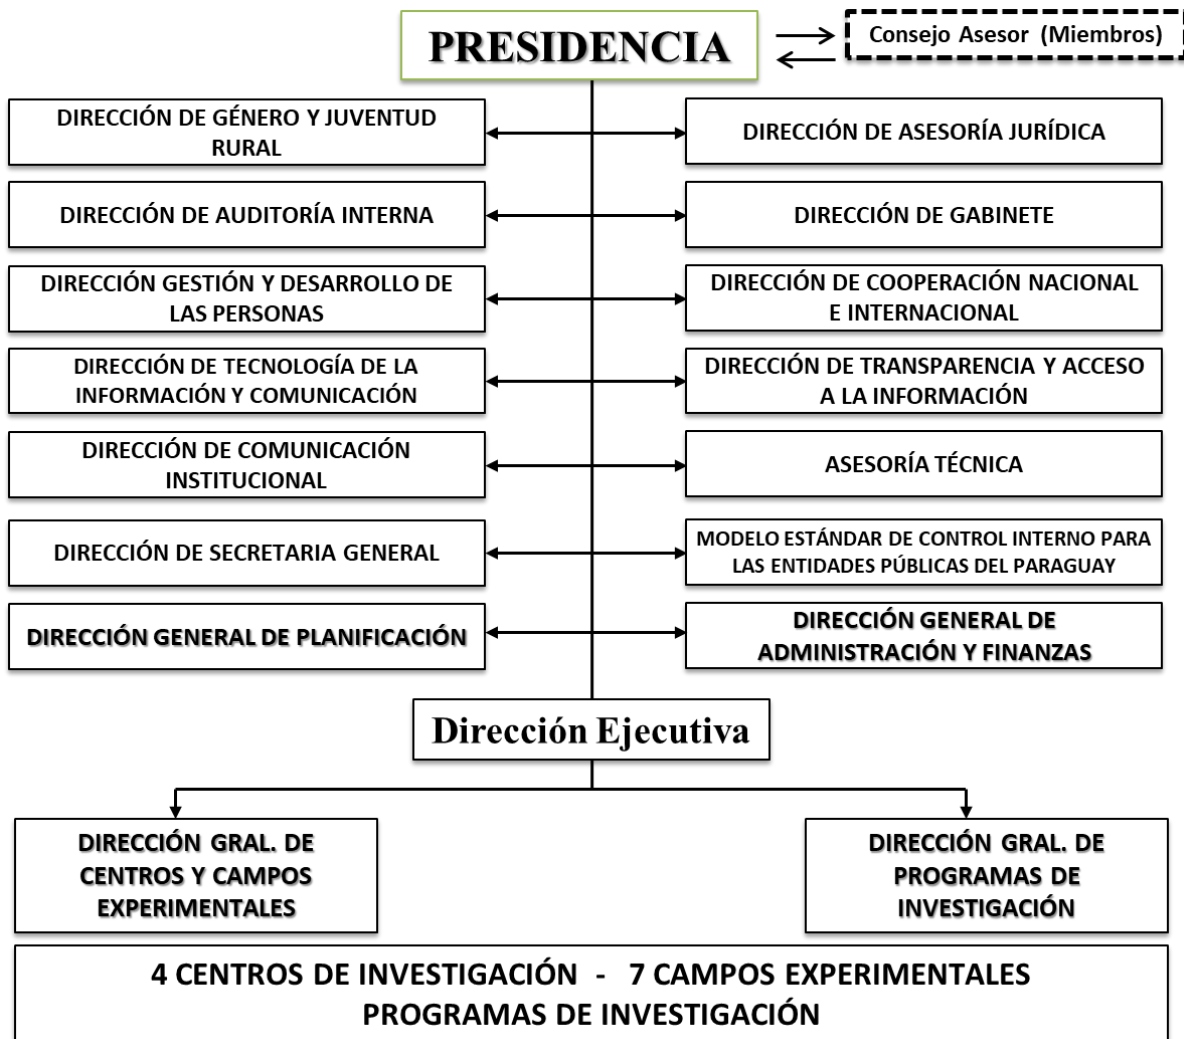 PRESIDENCIA
Consejo Asesor (Miembros)
DIRECCIÓN DE GÉNERO Y JUVENTUD
RURAL
DIRECCIÓN DE ASESORÍA JURÍDICA
DIRECCIÓN DE AUDITORÍA INTERNA
DIRECCIÓN DE GABINETE
DIRECCIÓN GESTIÓN Y DESARROLLO DE
LAS PERSONAS
DIRECCIÓN DE COOPERACIÓN NACIONAL
E INTERNACIONAL
DIRECCIÓN DE TECNOLOGÍA DE LA
INFORMACIÓN Y COMUNICACIÓN
DIRECCIÓN DE TRANSPARENCIA Y ACCESO
A LA INFORMACIÓN
DIRECCIÓN DE COMUNICACIÓN
INSTITUCIONAL
ASESORÍA TÉCNICA
DIRECCIÓN DE SECRETARIA GENERAL
MODELO ESTÁNDAR DE CONTROL INTERNO PARA
LAS ENTIDADES PÚBLICAS DEL PARAGUAY
DIRECCIÓN GENERAL DE PLANIFICACIÓN
DIRECCIÓN GENERAL DE
ADMINISTRACIÓN Y FINANZAS
Dirección Ejecutiva
DIRECCIÓN GRAL. DE
CENTROS Y CAMPOS
EXPERIMENTALES
DIRECCIÓN GRAL. DE
PROGRAMAS DE
INVESTIGACIÓN
4 CENTROS DE INVESTIGACIÓN - 7 CAMPOS EXPERIMENTALES
PROGRAMAS DE INVESTIGACIÓN